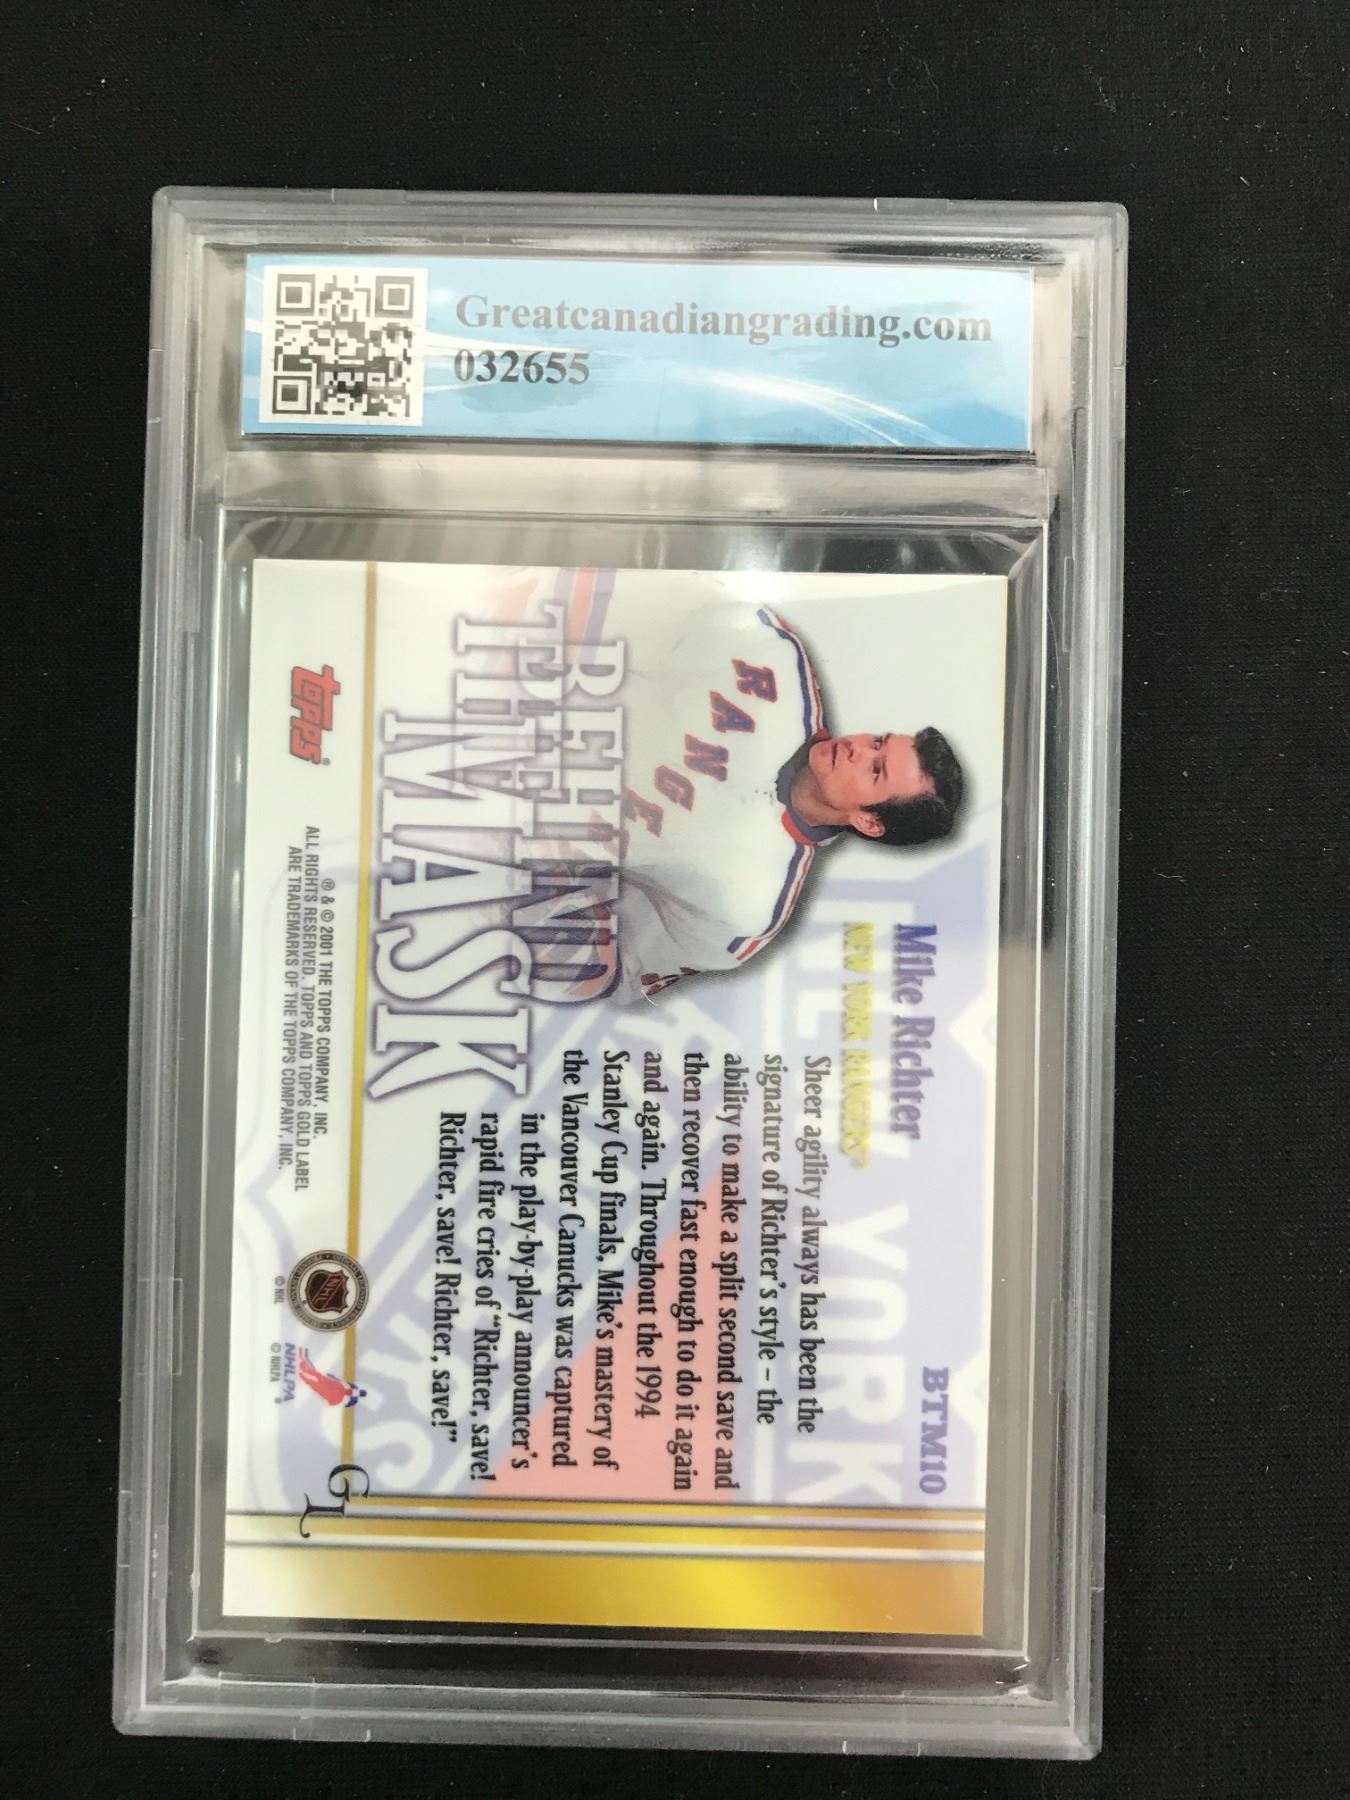 Greatcanadiangrading.com
032655
Mike Richter
NEW YORK RANGERS®
BTM10
Sheer agility always has been the
signature of Richter's style – the
ability to make a split second save and
then recover fast enough to do it again
and again. Throughout the 1994
Stanley Cup finals, Mike's mastery of
the Vancouver Canucks was captured
in the play-by-play announcer's
rapid fire cries of "Richter, save!
Richter, save! Richter, save!"
RANGE
BEHIND
THE
MASK
NEW YORK
topps®
® & © 2001 THE TOPPS COMPANY, INC.
ALL RIGHTS RESERVED. TOPPS AND TOPPS GOLD LABEL
ARE TRADEMARKS OF THE TOPPS COMPANY, INC.
NHL
© NHL
NHLPA®
© NHLPA
GL